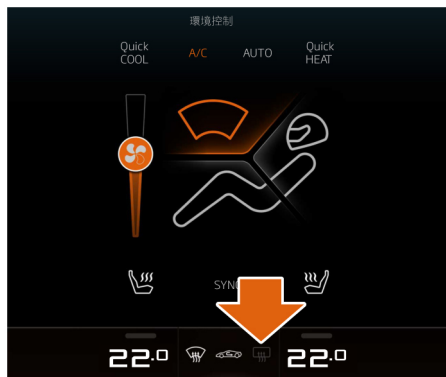 環境控制
Quick COOL
A/C
AUTO
Quick HEAT
SYNC
22.0
22.0